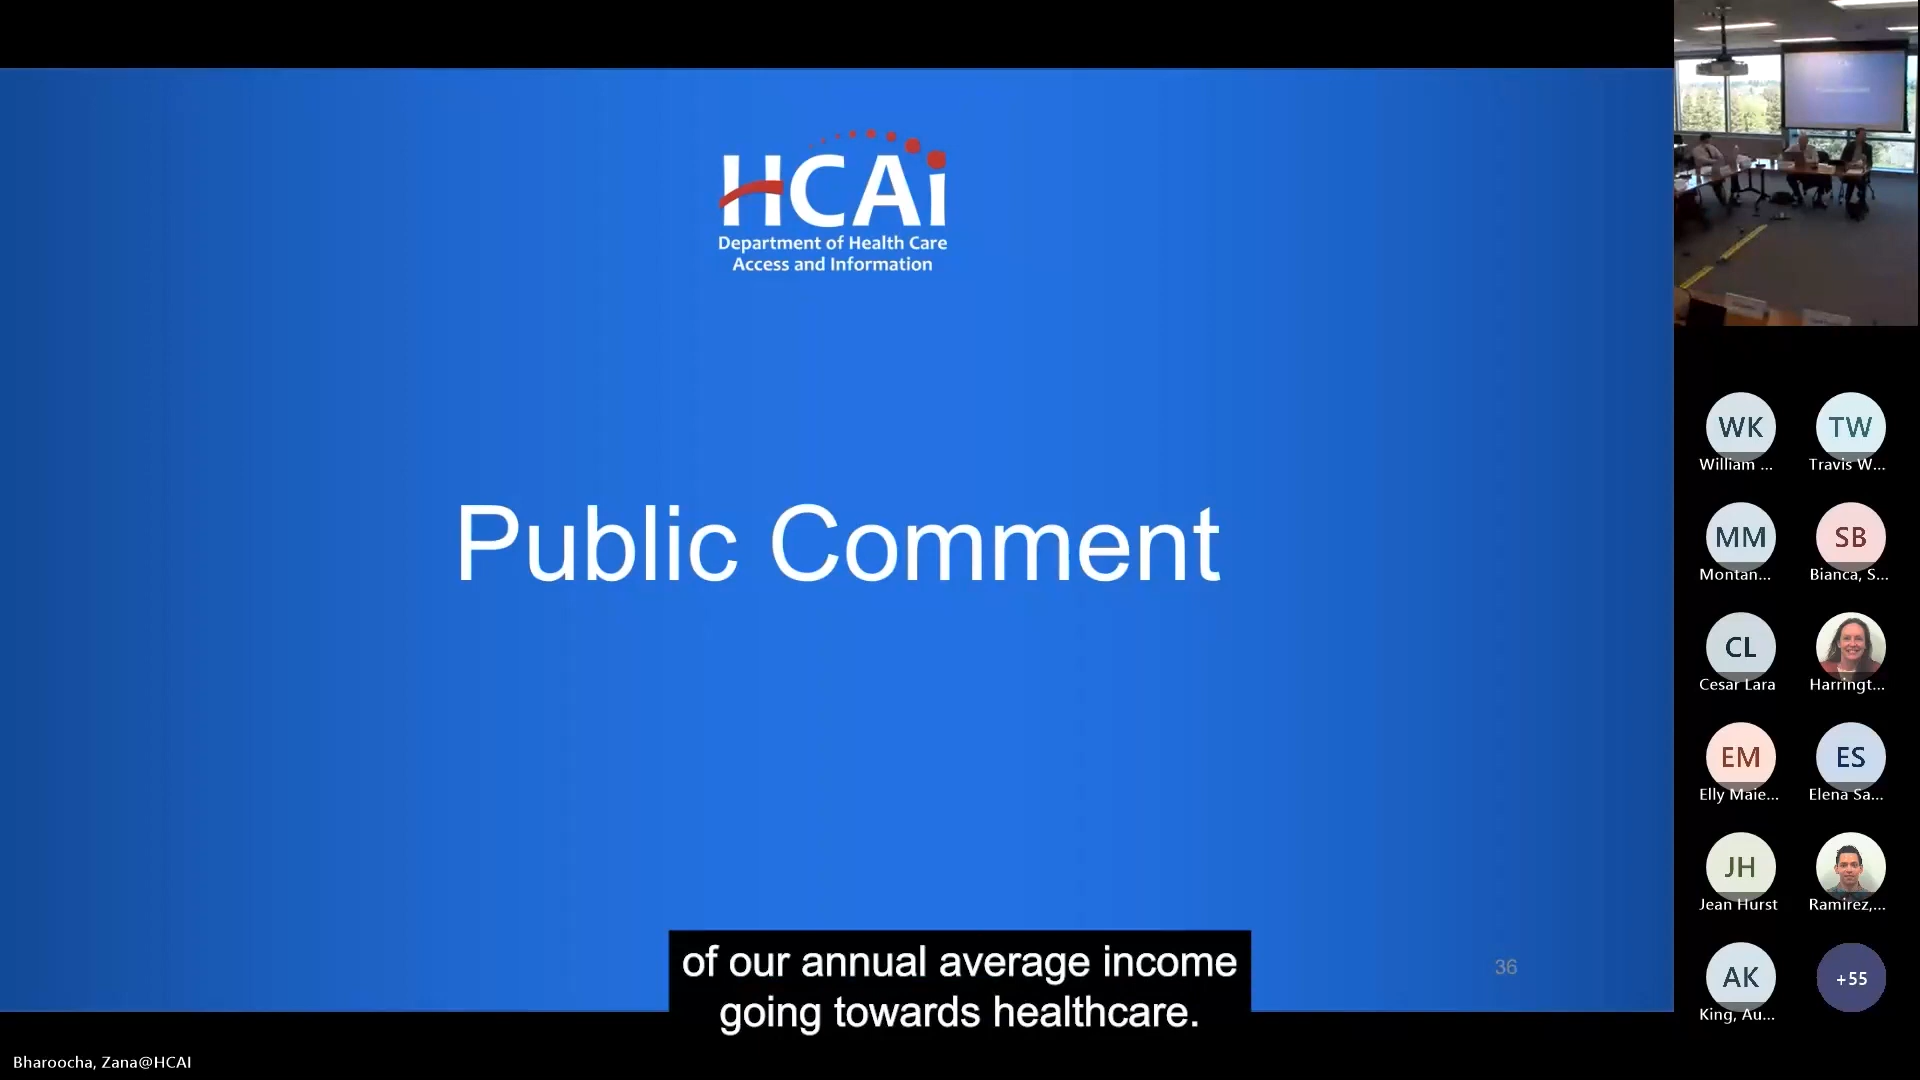 HCAi
Department of Health Care
Access and Information
Public Comment
of our annual average income
going towards healthcare.
36
WK
William ...
TW
Travis W...
MM
Montan...
SB
Bianca, S...
CL
Cesar Lara
Harringt...
EM
Elly Maie...
ES
Elena Sa...
JH
Jean Hurst
Ramirez,...
AK
King, Au...
+55
Bharoocha, Zana@HCAI